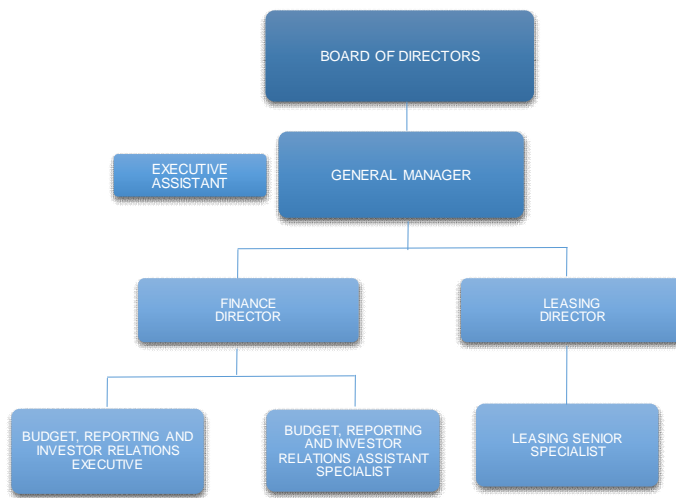 BOARD OF DIRECTORS
EXECUTIVE
ASSISTANT
GENERAL MANAGER
FINANCE
DIRECTOR
LEASING
DIRECTOR
BUDGET, REPORTING AND
INVESTOR RELATIONS
EXECUTIVE
BUDGET, REPORTING
AND INVESTOR
RELATIONS ASSISTANT
SPECIALIST
LEASING SENIOR
SPECIALIST